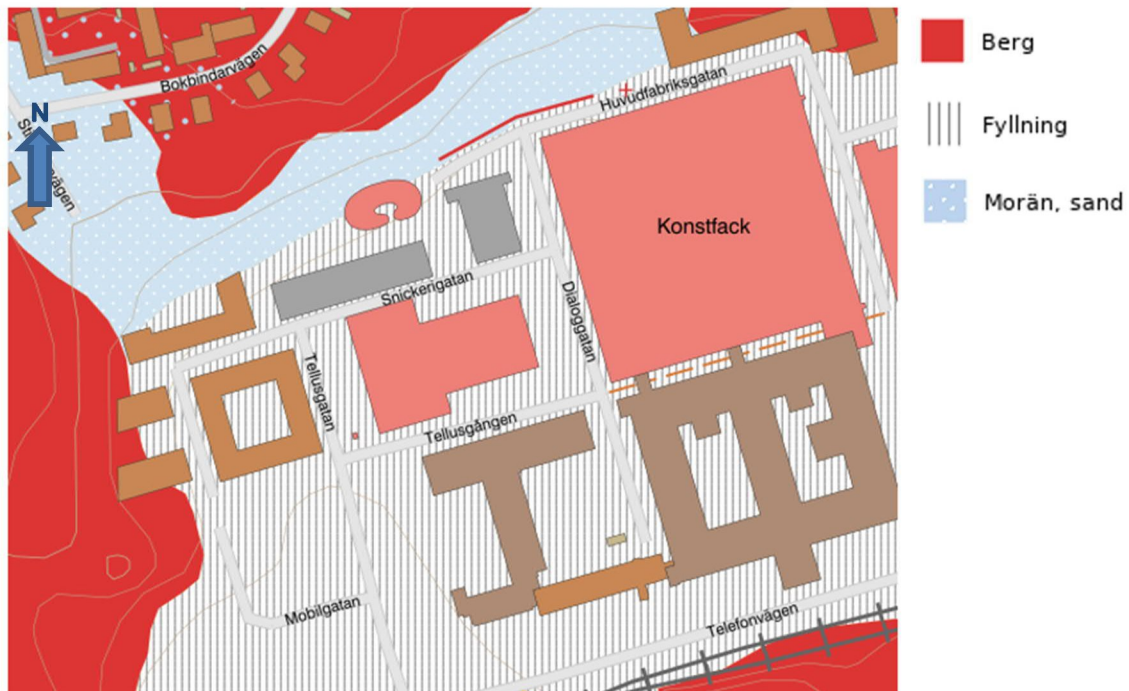 Bokbindarvägen
N
Huvudfabriksgatan
Konstfack
Snickerigatan
Dialoggatan
Tellusgatan
Tellusgången
Mobilgatan
Telefonvägen
Berg
Fyllning
Morän, sand